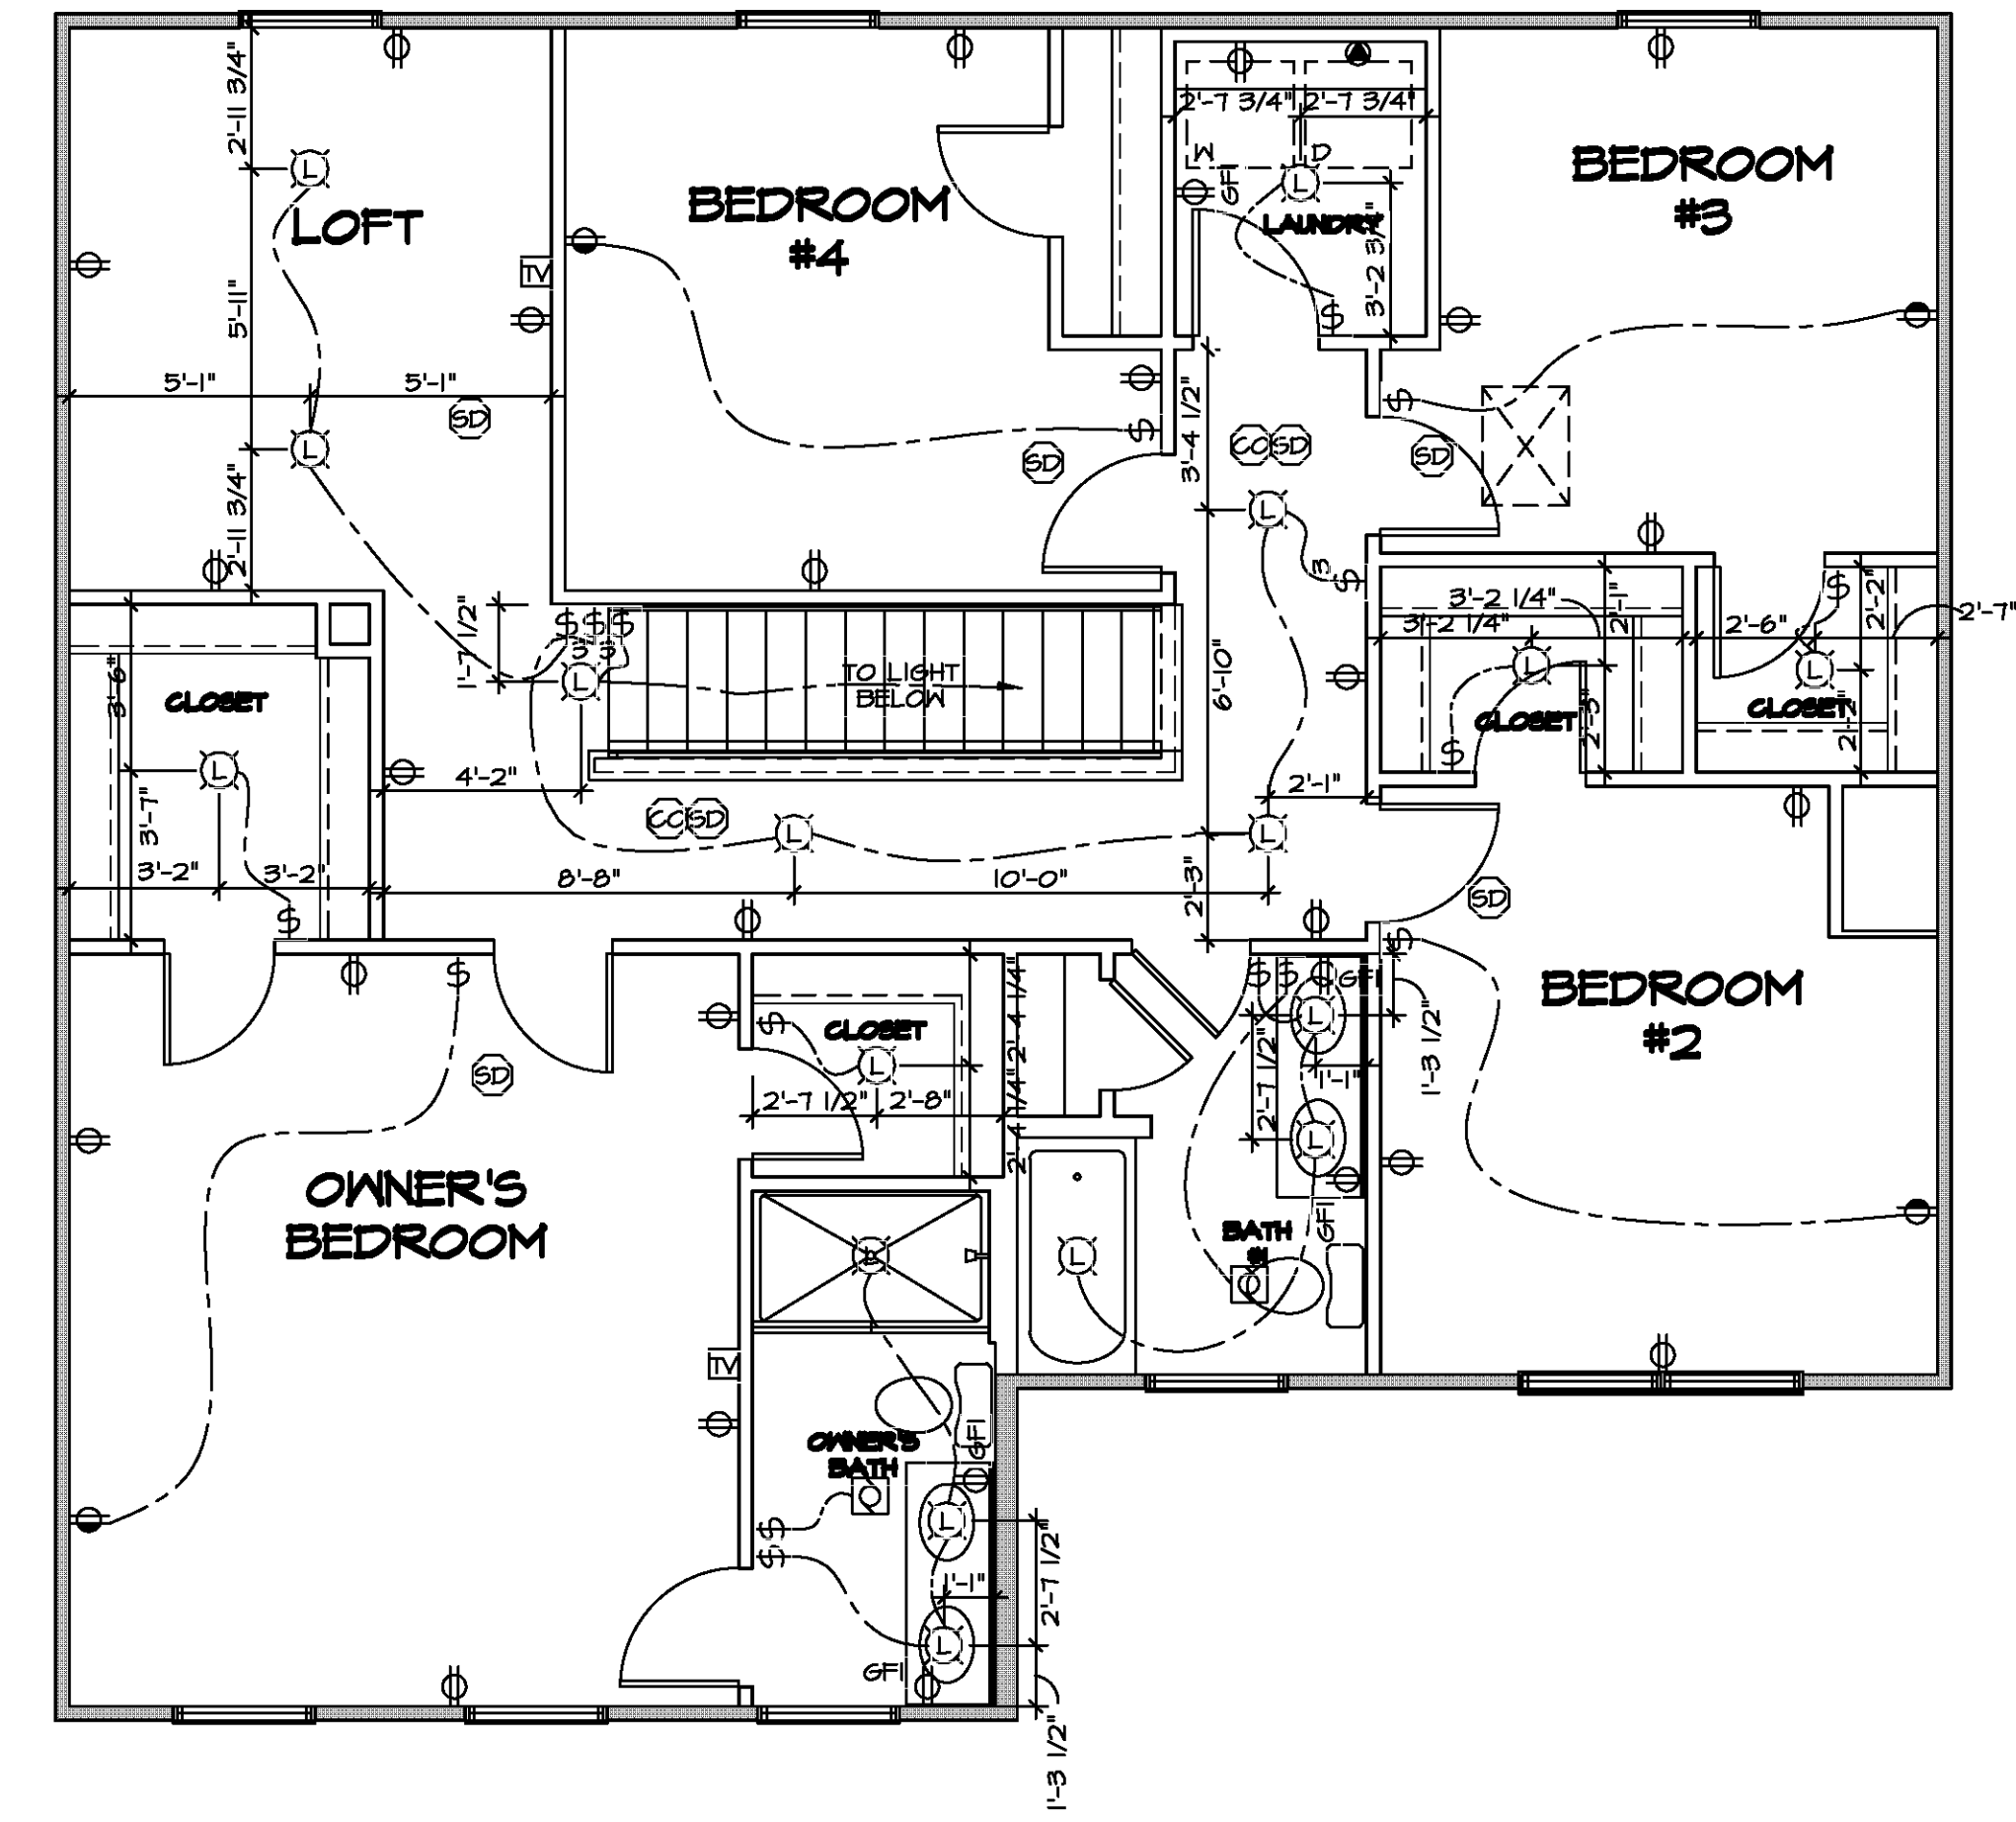 2'-11 3/4"
L
LOFT
TV
5'-11"
5'-1"
5'-1"
SD
L
2'-11 3/4"
BEDROOM
#4
$
SD
2'-7 3/4"
2'-7 3/4"
W
D
GFI
L
LAUNDRY
3'-2 3/4"
$
BEDROOM
#3
$
SD
X
3'-4 1/2"
CO
SD
L
3
$
6'-10"
3'-2 1/4"
3'-2 1/4"
2'-1"
L
2'-3"
CLOSET
$
2'-6"
$
2'-2"
2'-7"
L
CLOSET
2'-2"
1'-7 1/2"
$ $ $
3 3
L
TO LIGHT
BELOW
3'-6"
CLOSET
L
3'-7"
3'-2"
3'-2"
$
4'-2"
CO
SD
L
L
2'-1"
8'-8"
10'-0"
2'-3"
SD
$
BEDROOM
#2
1'-3 1/2"
$
SD
OWNER'S
BEDROOM
$
CLOSET
L
2'-7 1/2"
2'-8"
2'-4 1/4"
2'-4 1/4"
$ $
GFI
L
1'-1"
2'-7 1/2"
L
GFI
BATH
L
L
TV
OWNER'S
BATH
GFI
$
$
L
1'-1"
2'-7 1/2"
L
GFI
1'-3 1/2"